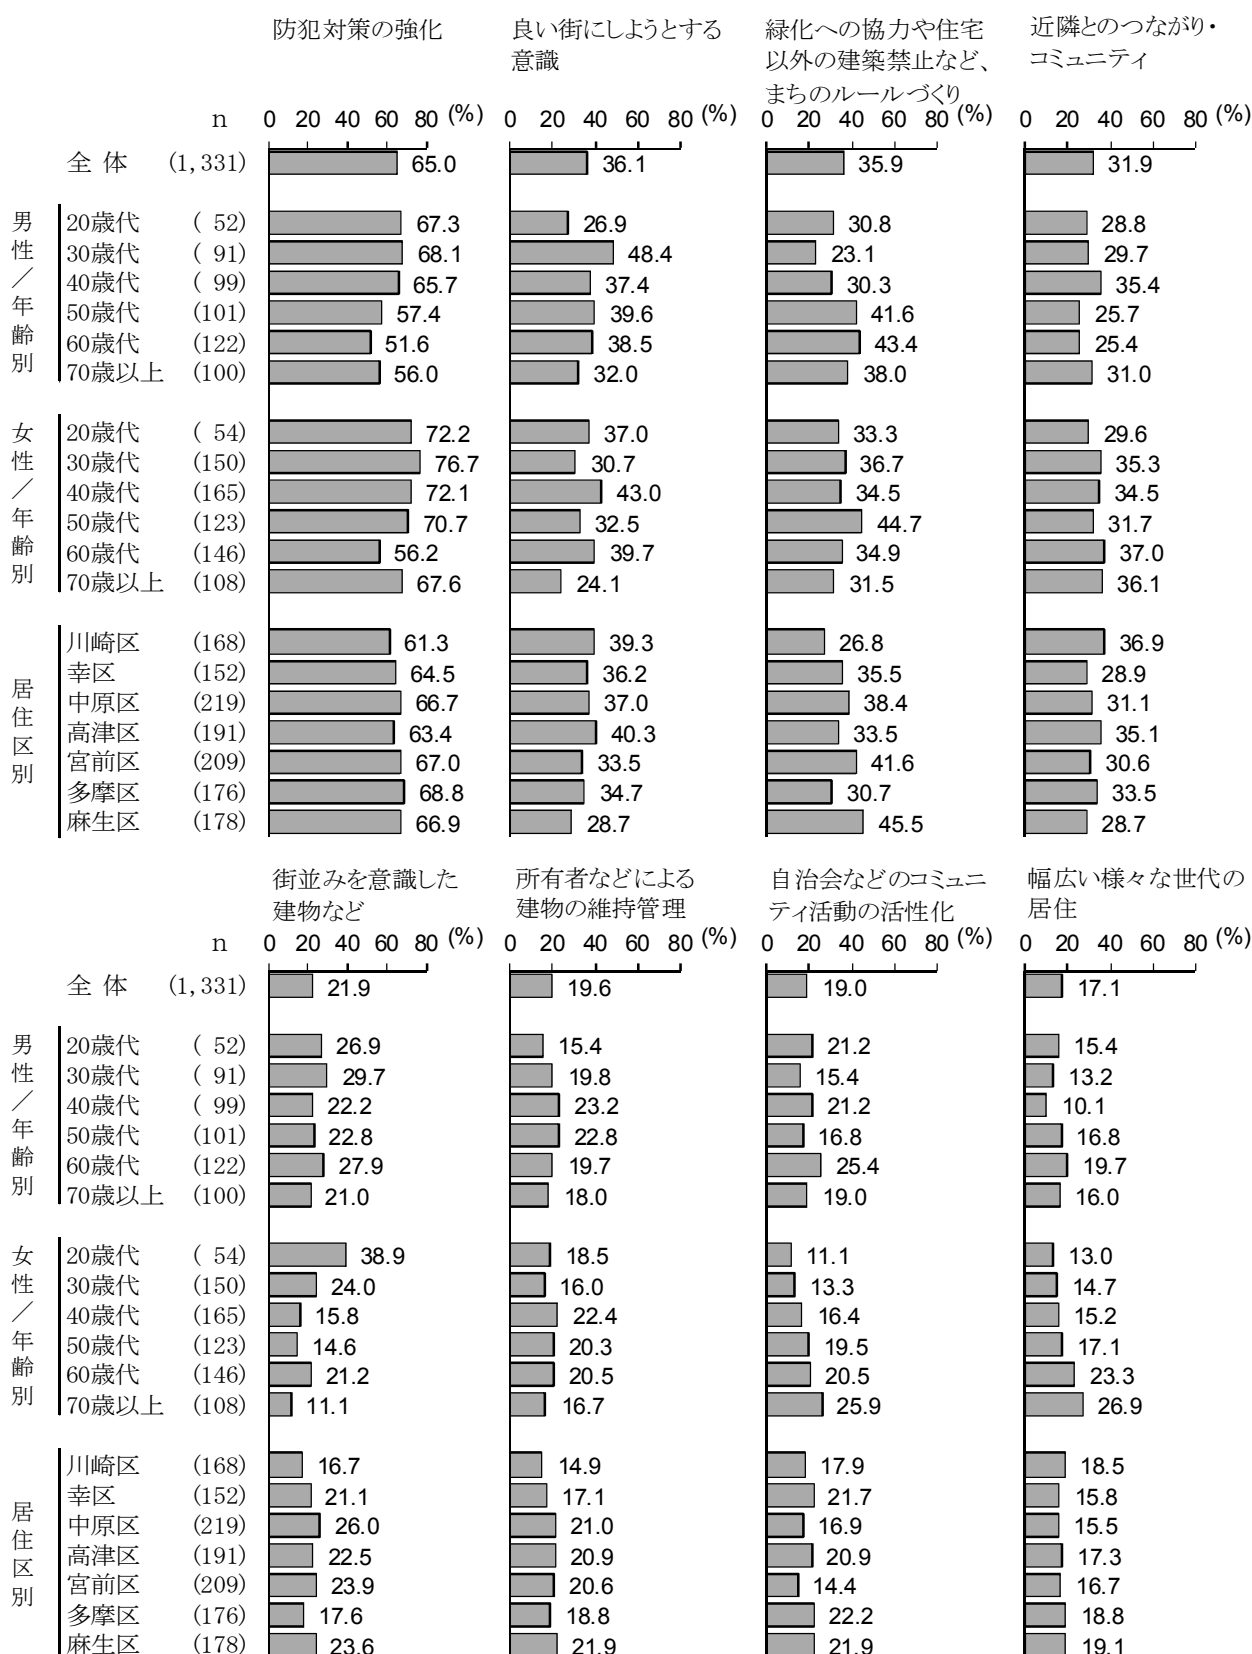 防犯対策の強化 良い街にしようとする 緑化への協力や住宅 近隣とのつながり・
意識 以外の建築禁止など、 コミュニティ
まちのルールづくり
n 0 20 40 60 80 (%) 0 20 40 60 80 (%) 0 20 40 60 80 (%) 0 20 40 60 80 (%)
全 体 (1,331) 65.0 36.1 35.9 31.9
男性/年齢別
20歳代 ( 52) 67.3 26.9 30.8 28.8
30歳代 ( 91) 68.1 48.4 23.1 29.7
40歳代 ( 99) 65.7 37.4 30.3 35.4
50歳代 (101) 57.4 39.6 41.6 25.7
60歳代 (122) 51.6 38.5 43.4 25.4
70歳以上 (100) 56.0 32.0 38.0 31.0
女性/年齢別
20歳代 ( 54) 72.2 37.0 33.3 29.6
30歳代 (150) 76.7 30.7 36.7 35.3
40歳代 (165) 72.1 43.0 34.5 34.5
50歳代 (123) 70.7 32.5 44.7 31.7
60歳代 (146) 56.2 39.7 34.9 37.0
70歳以上 (108) 67.6 24.1 31.5 36.1
居住区別
川崎区 (168) 61.3 39.3 26.8 36.9
幸区 (152) 64.5 36.2 35.5 28.9
中原区 (219) 66.7 37.0 38.4 31.1
高津区 (191) 63.4 40.3 33.5 35.1
宮前区 (209) 67.0 33.5 41.6 30.6
多摩区 (176) 68.8 34.7 30.7 33.5
麻生区 (178) 66.9 28.7 45.5 28.7
街並みを意識した 所有者などによる 自治会などのコミュニ 幅広い様々な世代の
建物など 建物の維持管理 ティ活動の活性化 居住
n 0 20 40 60 80 (%) 0 20 40 60 80 (%) 0 20 40 60 80 (%) 0 20 40 60 80 (%)
全 体 (1,331) 21.9 19.6 19.0 17.1
男性/年齢別
20歳代 ( 52) 26.9 15.4 21.2 15.4
30歳代 ( 91) 29.7 19.8 15.4 13.2
40歳代 ( 99) 22.2 23.2 21.2 10.1
50歳代 (101) 22.8 22.8 16.8 16.8
60歳代 (122) 27.9 19.7 25.4 19.7
70歳以上 (100) 21.0 18.0 19.0 16.0
女性/年齢別
20歳代 ( 54) 38.9 18.5 11.1 13.0
30歳代 (150) 24.0 16.0 13.3 14.7
40歳代 (165) 15.8 22.4 16.4 15.2
50歳代 (123) 14.6 20.3 19.5 17.1
60歳代 (146) 21.2 20.5 20.5 23.3
70歳以上 (108) 11.1 16.7 25.9 26.9
居住区別
川崎区 (168) 16.7 14.9 17.9 18.5
幸区 (152) 21.1 17.1 21.7 15.8
中原区 (219) 26.0 21.0 16.9 15.5
高津区 (191) 22.5 20.9 20.9 17.3
宮前区 (209) 23.9 20.6 14.4 16.7
多摩区 (176) 17.6 18.8 22.2 18.8
麻生区 (178) 23.6 21.9 21.9 19.1